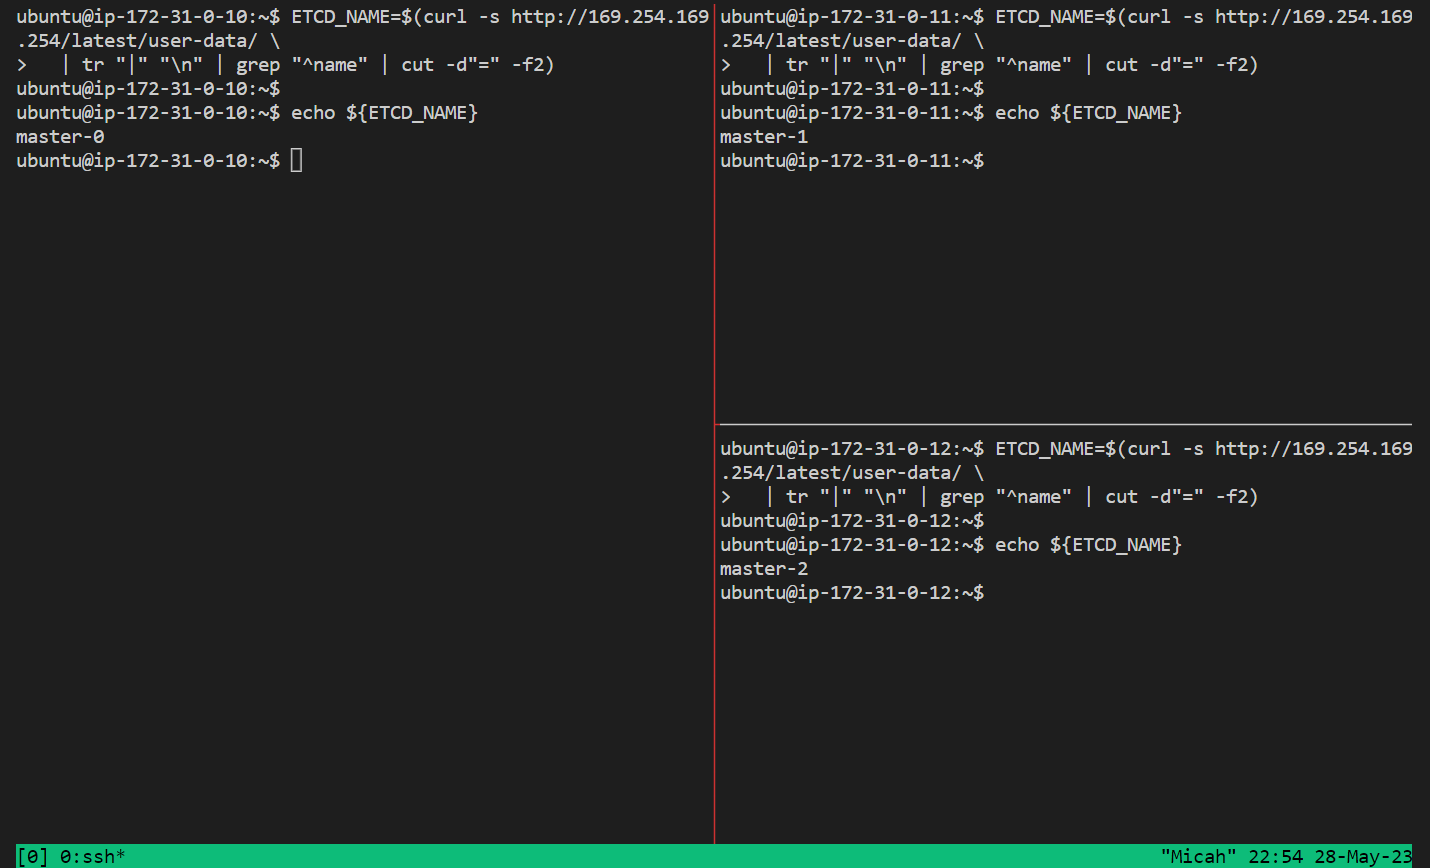 ubuntu@ip-172-31-0-10:~$ ETCD_NAME=$(curl -s http://169.254.169
.254/latest/user-data/ \
>   | tr "|" "\n" | grep "^name" | cut -d"=" -f2)
ubuntu@ip-172-31-0-10:~$
ubuntu@ip-172-31-0-10:~$ echo ${ETCD_NAME}
master-0
ubuntu@ip-172-31-0-10:~$
ubuntu@ip-172-31-0-11:~$ ETCD_NAME=$(curl -s http://169.254.169
.254/latest/user-data/ \
>   | tr "|" "\n" | grep "^name" | cut -d"=" -f2)
ubuntu@ip-172-31-0-11:~$
ubuntu@ip-172-31-0-11:~$ echo ${ETCD_NAME}
master-1
ubuntu@ip-172-31-0-11:~$
ubuntu@ip-172-31-0-12:~$ ETCD_NAME=$(curl -s http://169.254.169
.254/latest/user-data/ \
>   | tr "|" "\n" | grep "^name" | cut -d"=" -f2)
ubuntu@ip-172-31-0-12:~$
ubuntu@ip-172-31-0-12:~$ echo ${ETCD_NAME}
master-2
ubuntu@ip-172-31-0-12:~$
[0] 0:ssh* "Micah" 22:54 28-May-23